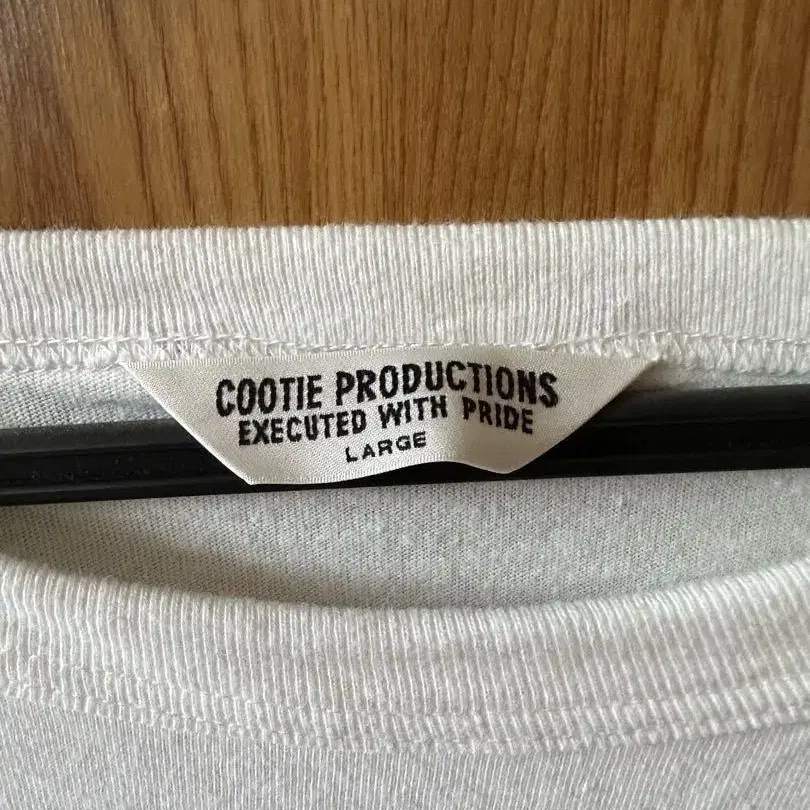 COOTIE PRODUCTIONS
EXECUTED WITH PRIDE
LARGE